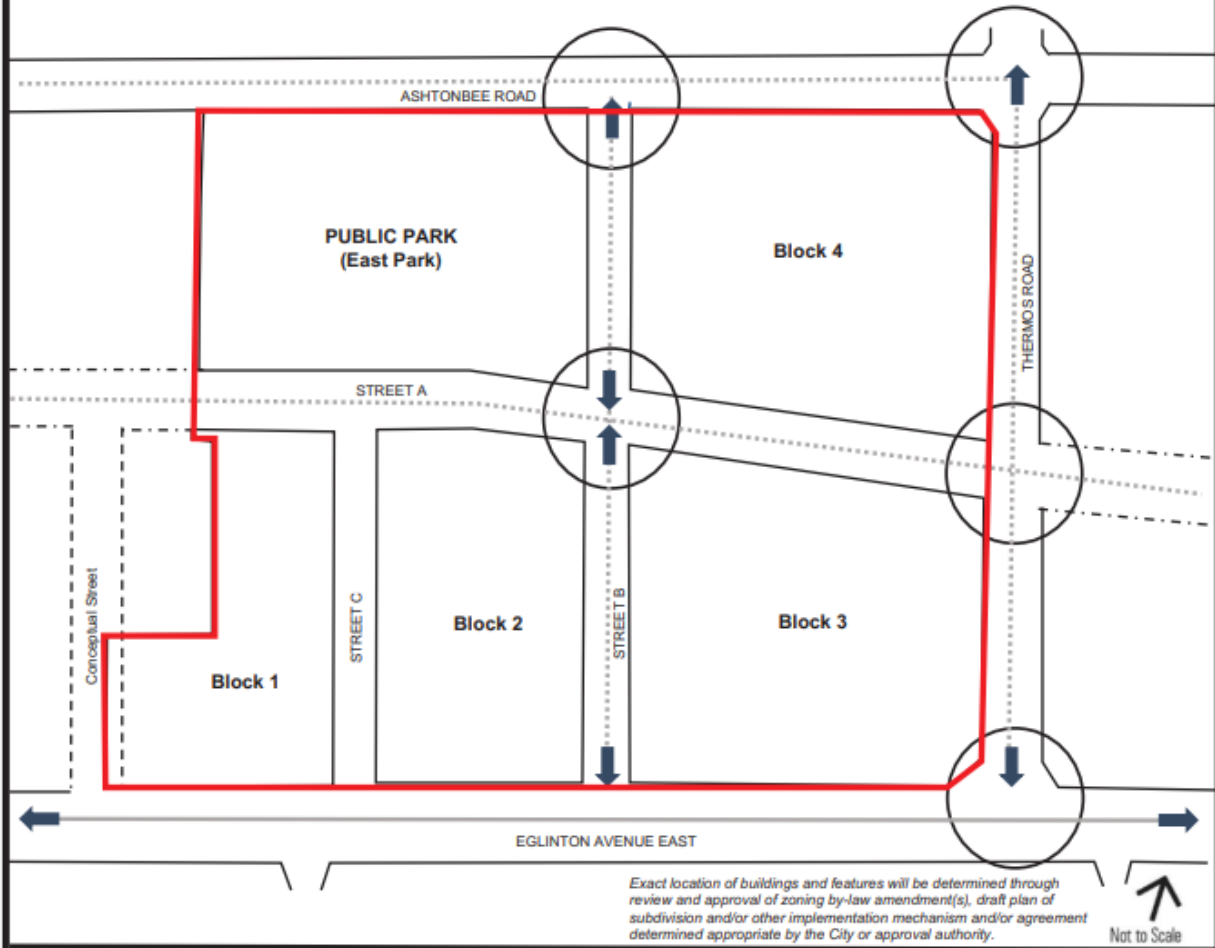 ASHTONBEE ROAD
PUBLIC PARK
(East Park)
Block 4
THERMOS ROAD
STREET A
Conceptual Street
STREET C
Block 2
STREET B
Block 3
Block 1
EGLINTON AVENUE EAST
Exact location of buildings and features will be determined through
review and approval of zoning by-law amendment(s), draft plan of
subdivision and/or other implementation mechanism and/or agreement
determined appropriate by the City or approval authority.
Not to Scale